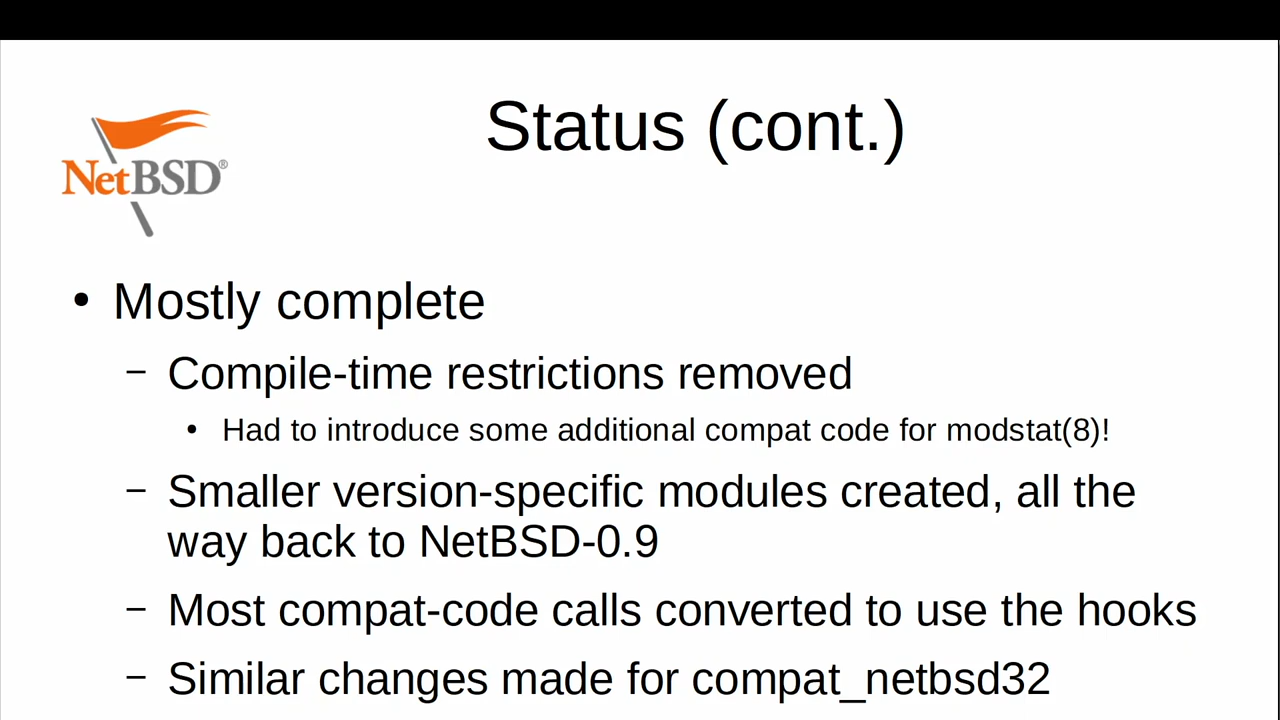 Status (cont.)
NetBSD®
• Mostly complete
– Compile-time restrictions removed
• Had to introduce some additional compat code for modstat(8)!
– Smaller version-specific modules created, all the
way back to NetBSD-0.9
– Most compat-code calls converted to use the hooks
– Similar changes made for compat_netbsd32